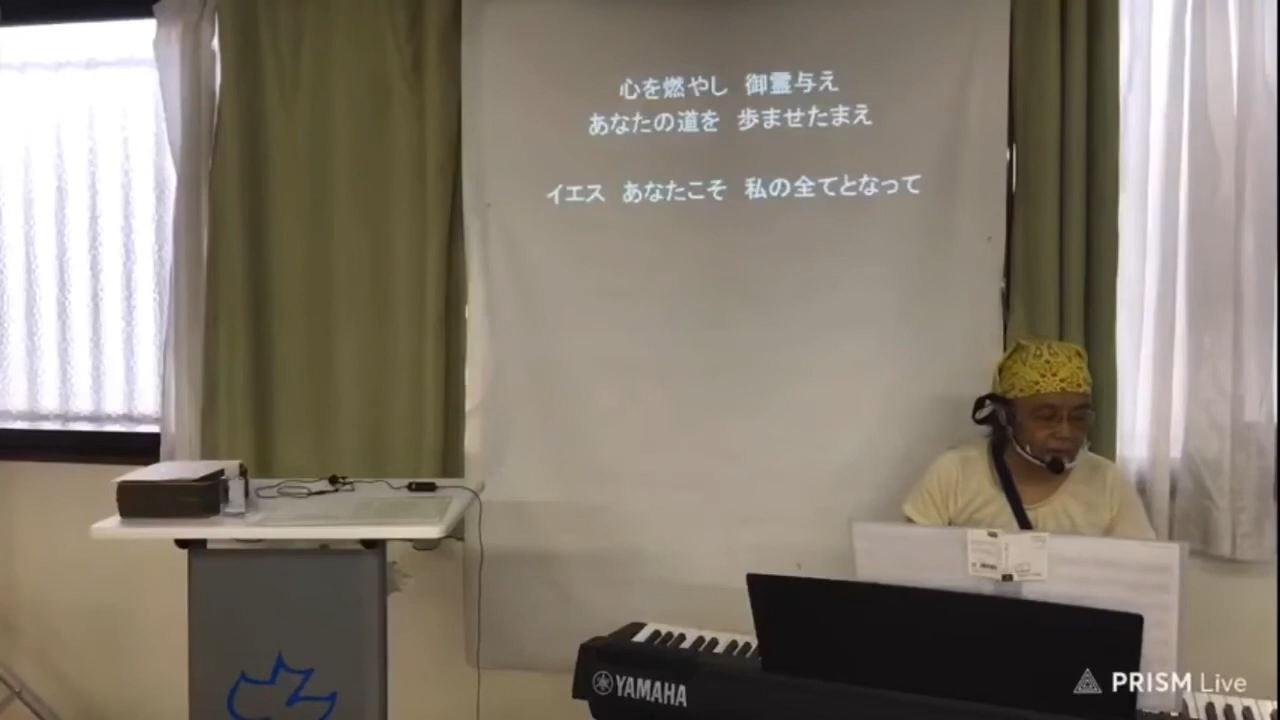 心を燃やし 御霊与え
あなたの道を 歩ませたまえ
イエス あなたこそ 私の全てとなって
YAMAHA
PRISM Live